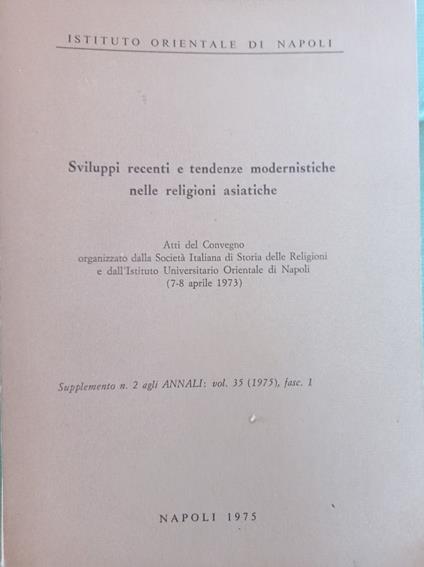 ISTITUTO ORIENTALE DI NAPOLI
Sviluppi recenti e tendenze modernistiche
nelle religioni asiatiche
Atti del Convegno
organizzato dalla Società Italiana di Storia delle Religioni
e dall'Istituto Universitario Orientale di Napoli
(7-8 aprile 1973)
Supplemento n. 2 agli ANNALI: vol. 35 (1975), fasc. 1
NAPOLI 1975